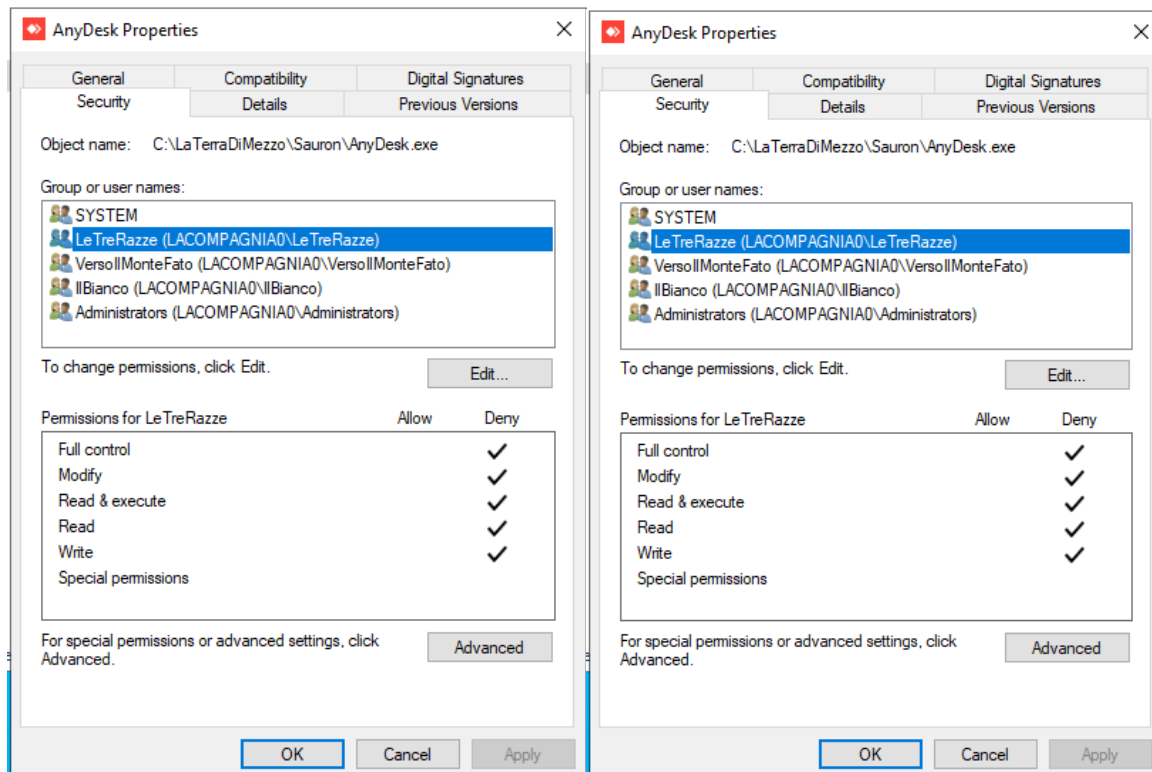 AnyDesk Properties
General Compatibility Digital Signatures
Security Details Previous Versions
Object name: C:\LaTerraDiMezzo\Sauron\AnyDesk.exe
Group or user names:
SYSTEM
LeTreRazze (LACOMPAGNIA0\LeTreRazze)
VersoIlMonteFato (LACOMPAGNIA0\VersoIlMonteFato)
IlBianco (LACOMPAGNIA0\IlBianco)
Administrators (LACOMPAGNIA0\Administrators)
To change permissions, click Edit.
Edit...
Permissions for LeTreRazze Allow Deny
Full control
Modify
Read & execute
Read
Write
Special permissions
For special permissions or advanced settings, click
Advanced.
Advanced
OK Cancel Apply
AnyDesk Properties
General Compatibility Digital Signatures
Security Details Previous Versions
Object name: C:\LaTerraDiMezzo\Sauron\AnyDesk.exe
Group or user names:
SYSTEM
LeTreRazze (LACOMPAGNIA0\LeTreRazze)
VersoIlMonteFato (LACOMPAGNIA0\VersoIlMonteFato)
IlBianco (LACOMPAGNIA0\IlBianco)
Administrators (LACOMPAGNIA0\Administrators)
To change permissions, click Edit.
Edit...
Permissions for LeTreRazze Allow Deny
Full control
Modify
Read & execute
Read
Write
Special permissions
For special permissions or advanced settings, click
Advanced.
Advanced
OK Cancel Apply